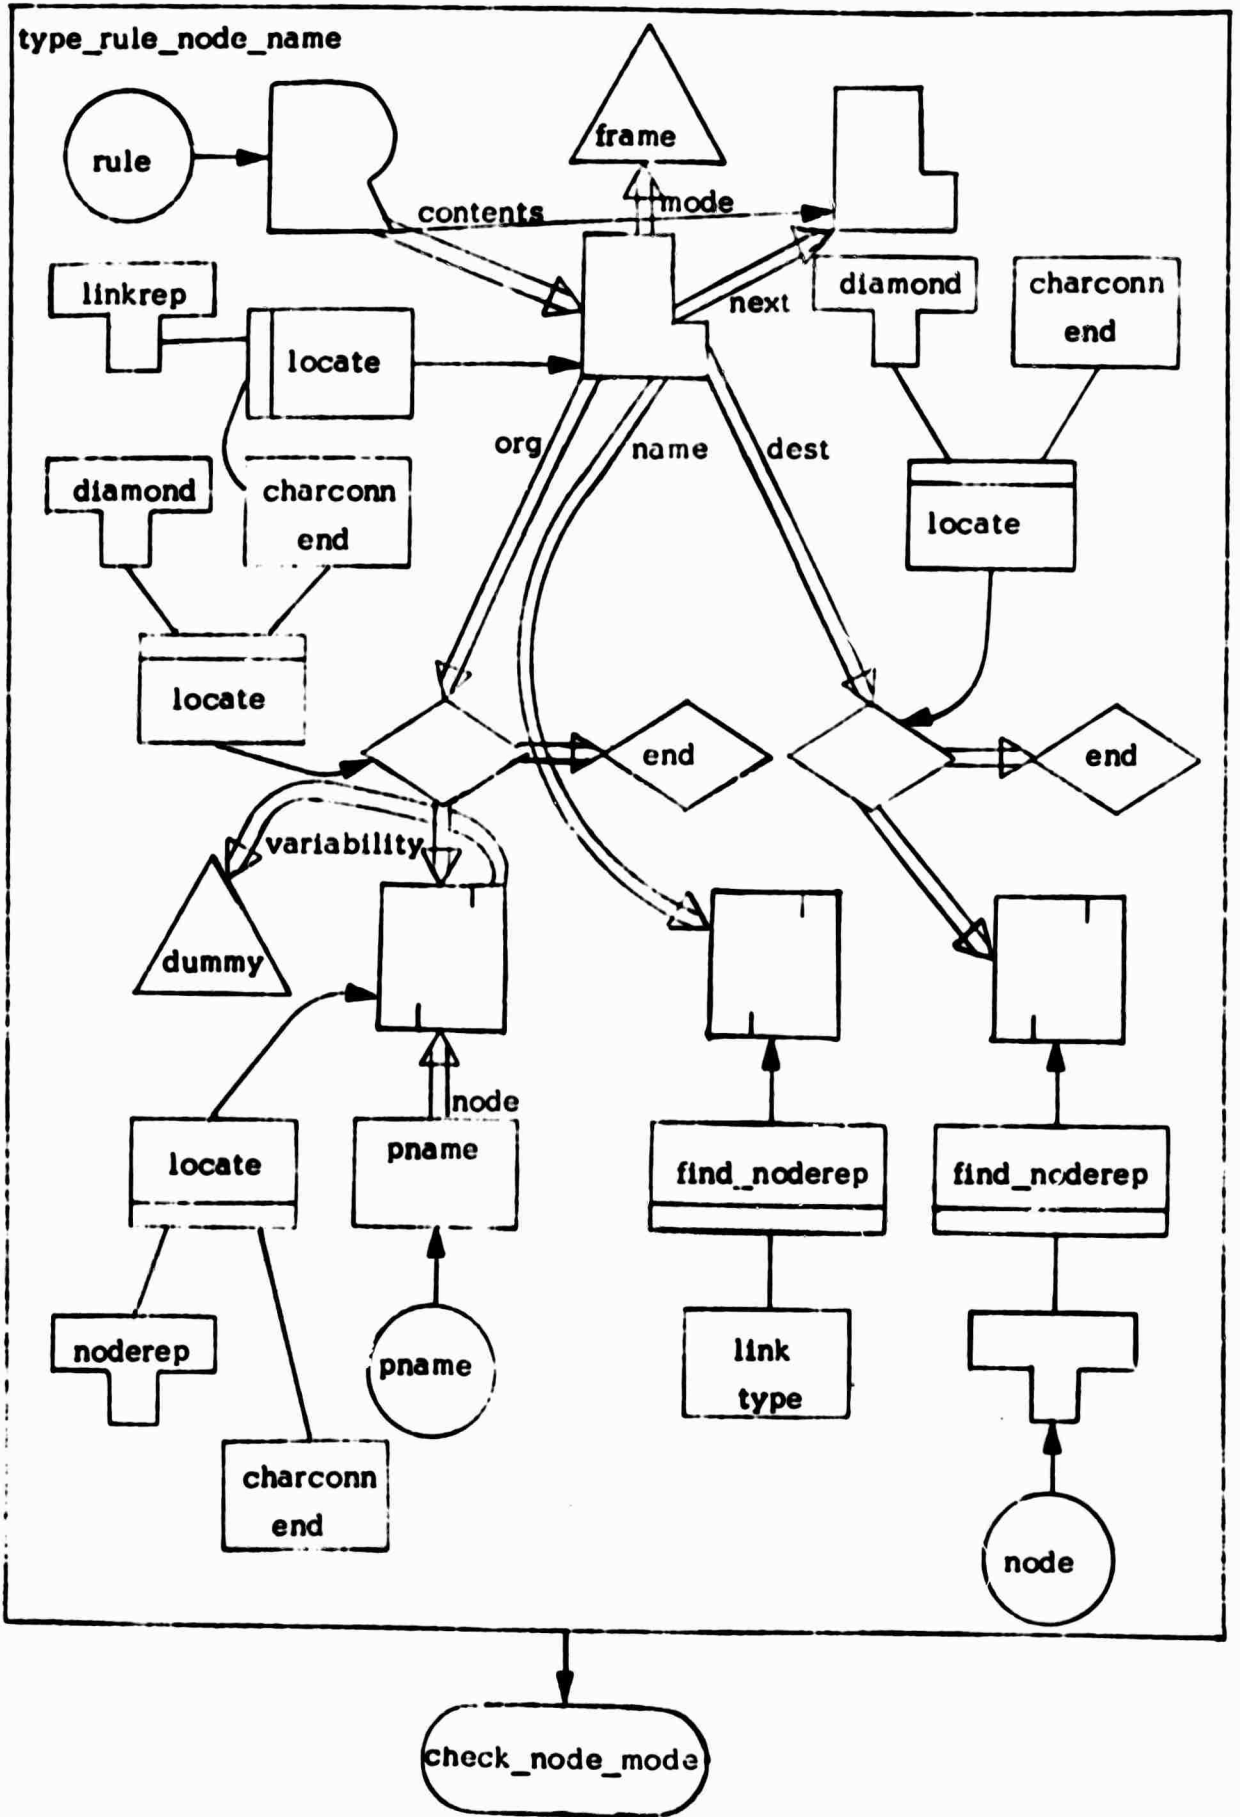 type_rule_node_name
frame
rule
contents
mode
linkrep
next
diamond
charconn
end
locate
org
name
dest
diamond
charconn
end
locate
locate
end
end
variability
dummy
node
locate
pname
find_noderep
find_noderep
noderep
pname
link
type
charconn
end
node
check_node_mode